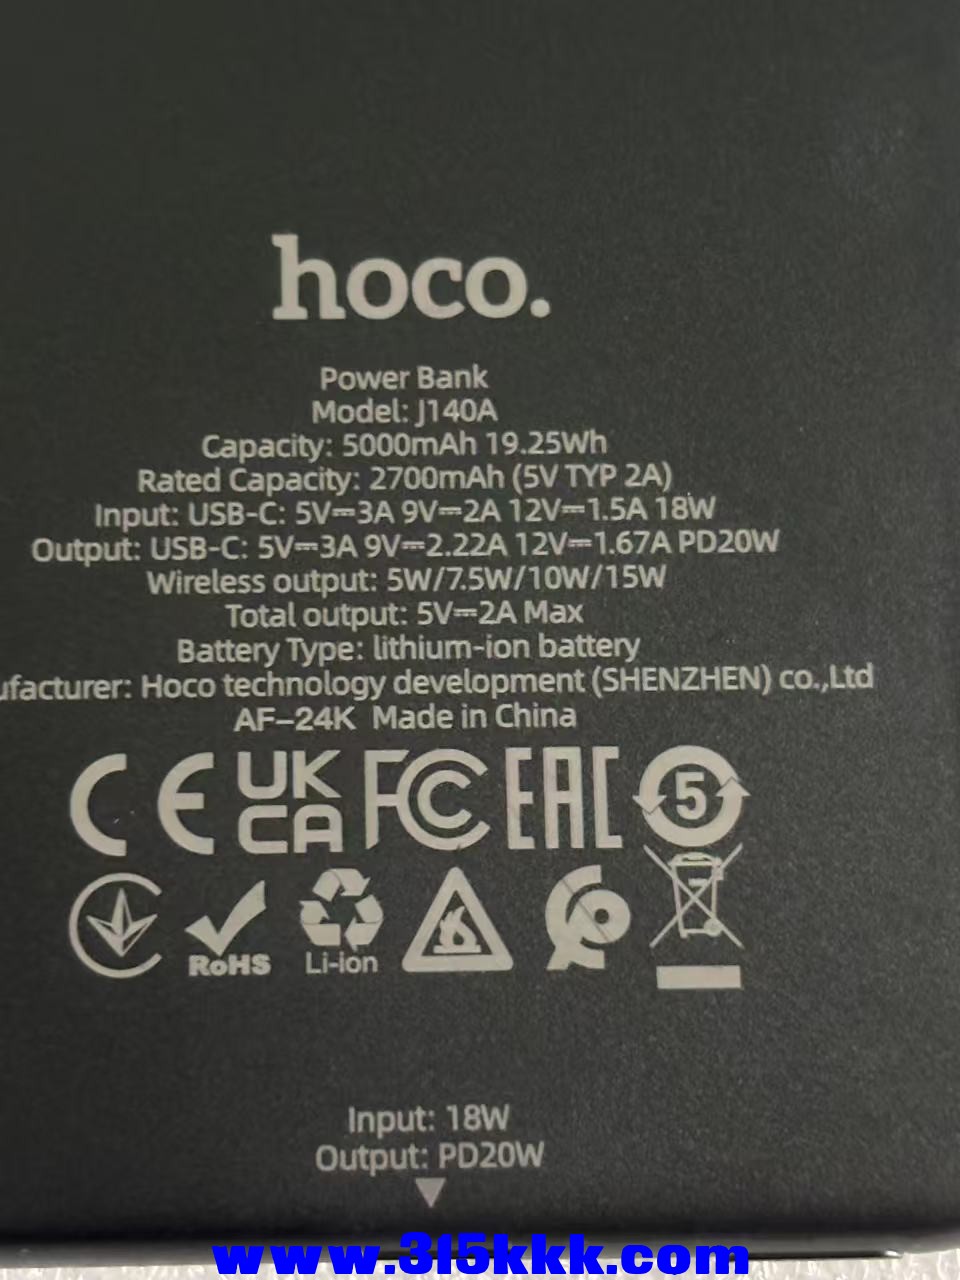 hoco.
Power Bank
Model: J140A
Capacity: 5000mAh 19.25Wh
Rated Capacity: 2700mAh (5V TYP 2A)
Input: USB-C: 5V⎓3A 9V⎓2A 12V⎓1.5A 18W
Output: USB-C: 5V⎓3A 9V⎓2.22A 12V⎓1.67A PD20W
Wireless output: 5W/7.5W/10W/15W
Total output: 5V⎓2A Max
Battery Type: lithium-ion battery
ufacturer: Hoco technology development (SHENZHEN) co.,Ltd
AF-24K Made in China
CE UK CA FC EAC 5
RoHS Li-ion
Input: 18W
Output: PD20W
www.315kkk.com